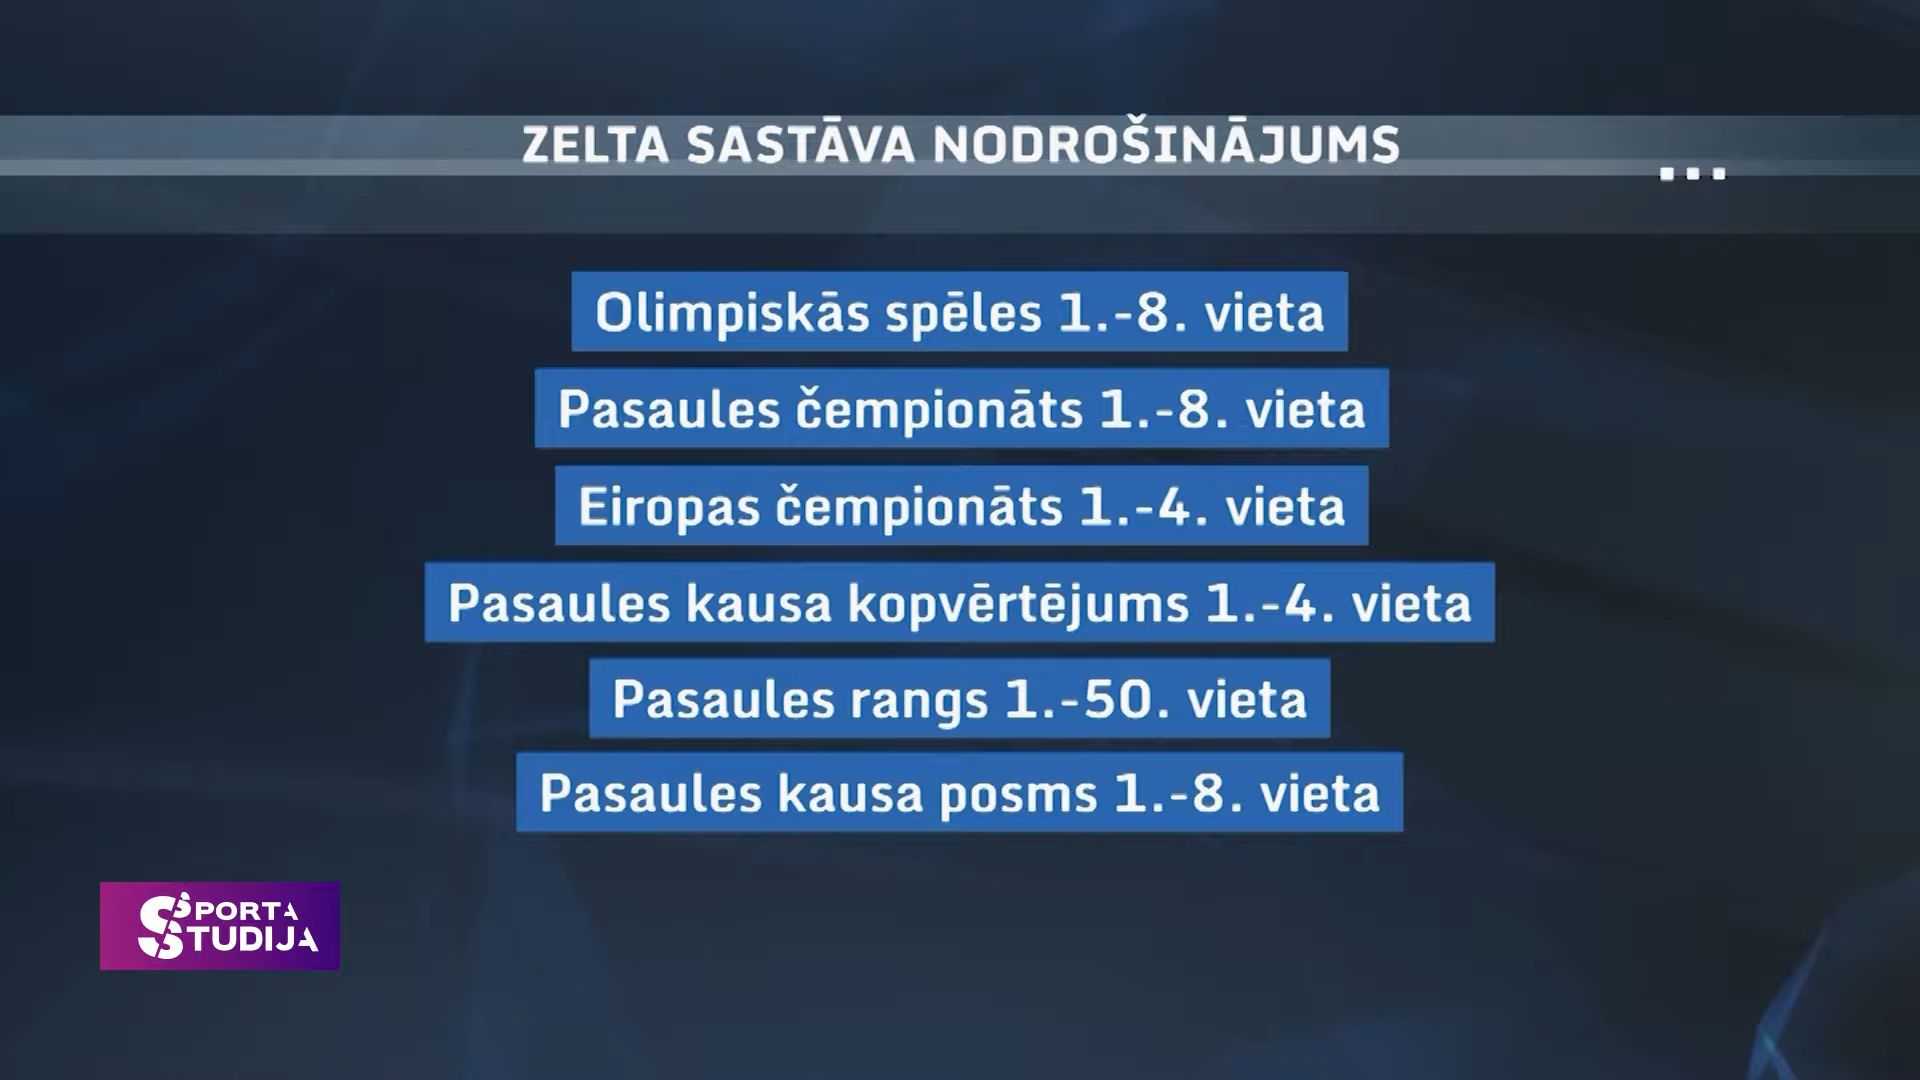 ZELTA SASTĀVA NODROŠINĀJUMS
...
Olimpiskās spēles 1.-8. vieta
Pasaules čempionāts 1.-8. vieta
Eiropas čempionāts 1.-4. vieta
Pasaules kausa kopvērtējums 1.-4. vieta
Pasaules rangs 1.-50. vieta
Pasaules kausa posms 1.-8. vieta
SPORTA
STUDIJA